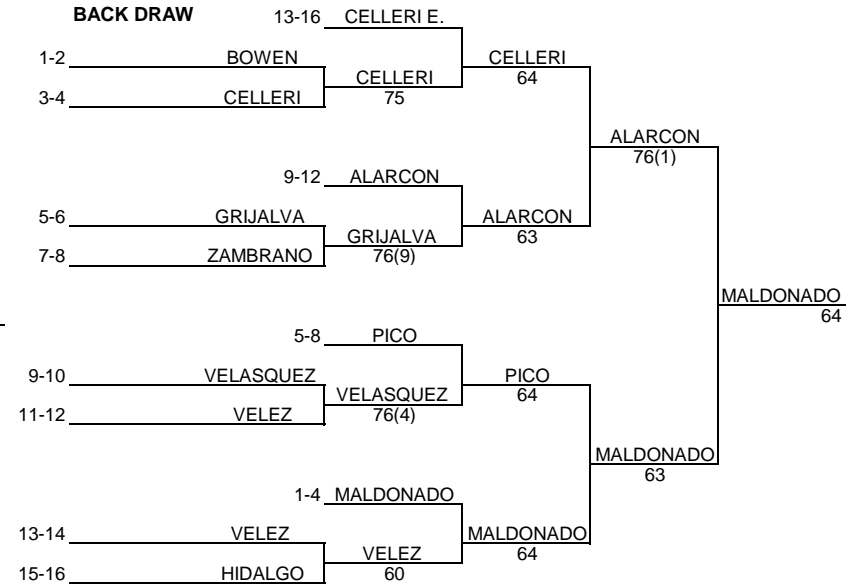 BACK DRAW
13-16 CELLERI E.
1-2 BOWEN
CELLERI
64
CELLERI
75
3-4 CELLERI
ALARCON
76(1)
9-12 ALARCON
5-6 GRIJALVA
ALARCON
63
GRIJALVA
76(9)
7-8 ZAMBRANO
MALDONADO
64
5-8 PICO
9-10 VELASQUEZ
PICO
64
VELASQUEZ
76(4)
11-12 VELEZ
MALDONADO
63
1-4 MALDONADO
13-14 VELEZ
MALDONADO
64
VELEZ
60
15-16 HIDALGO